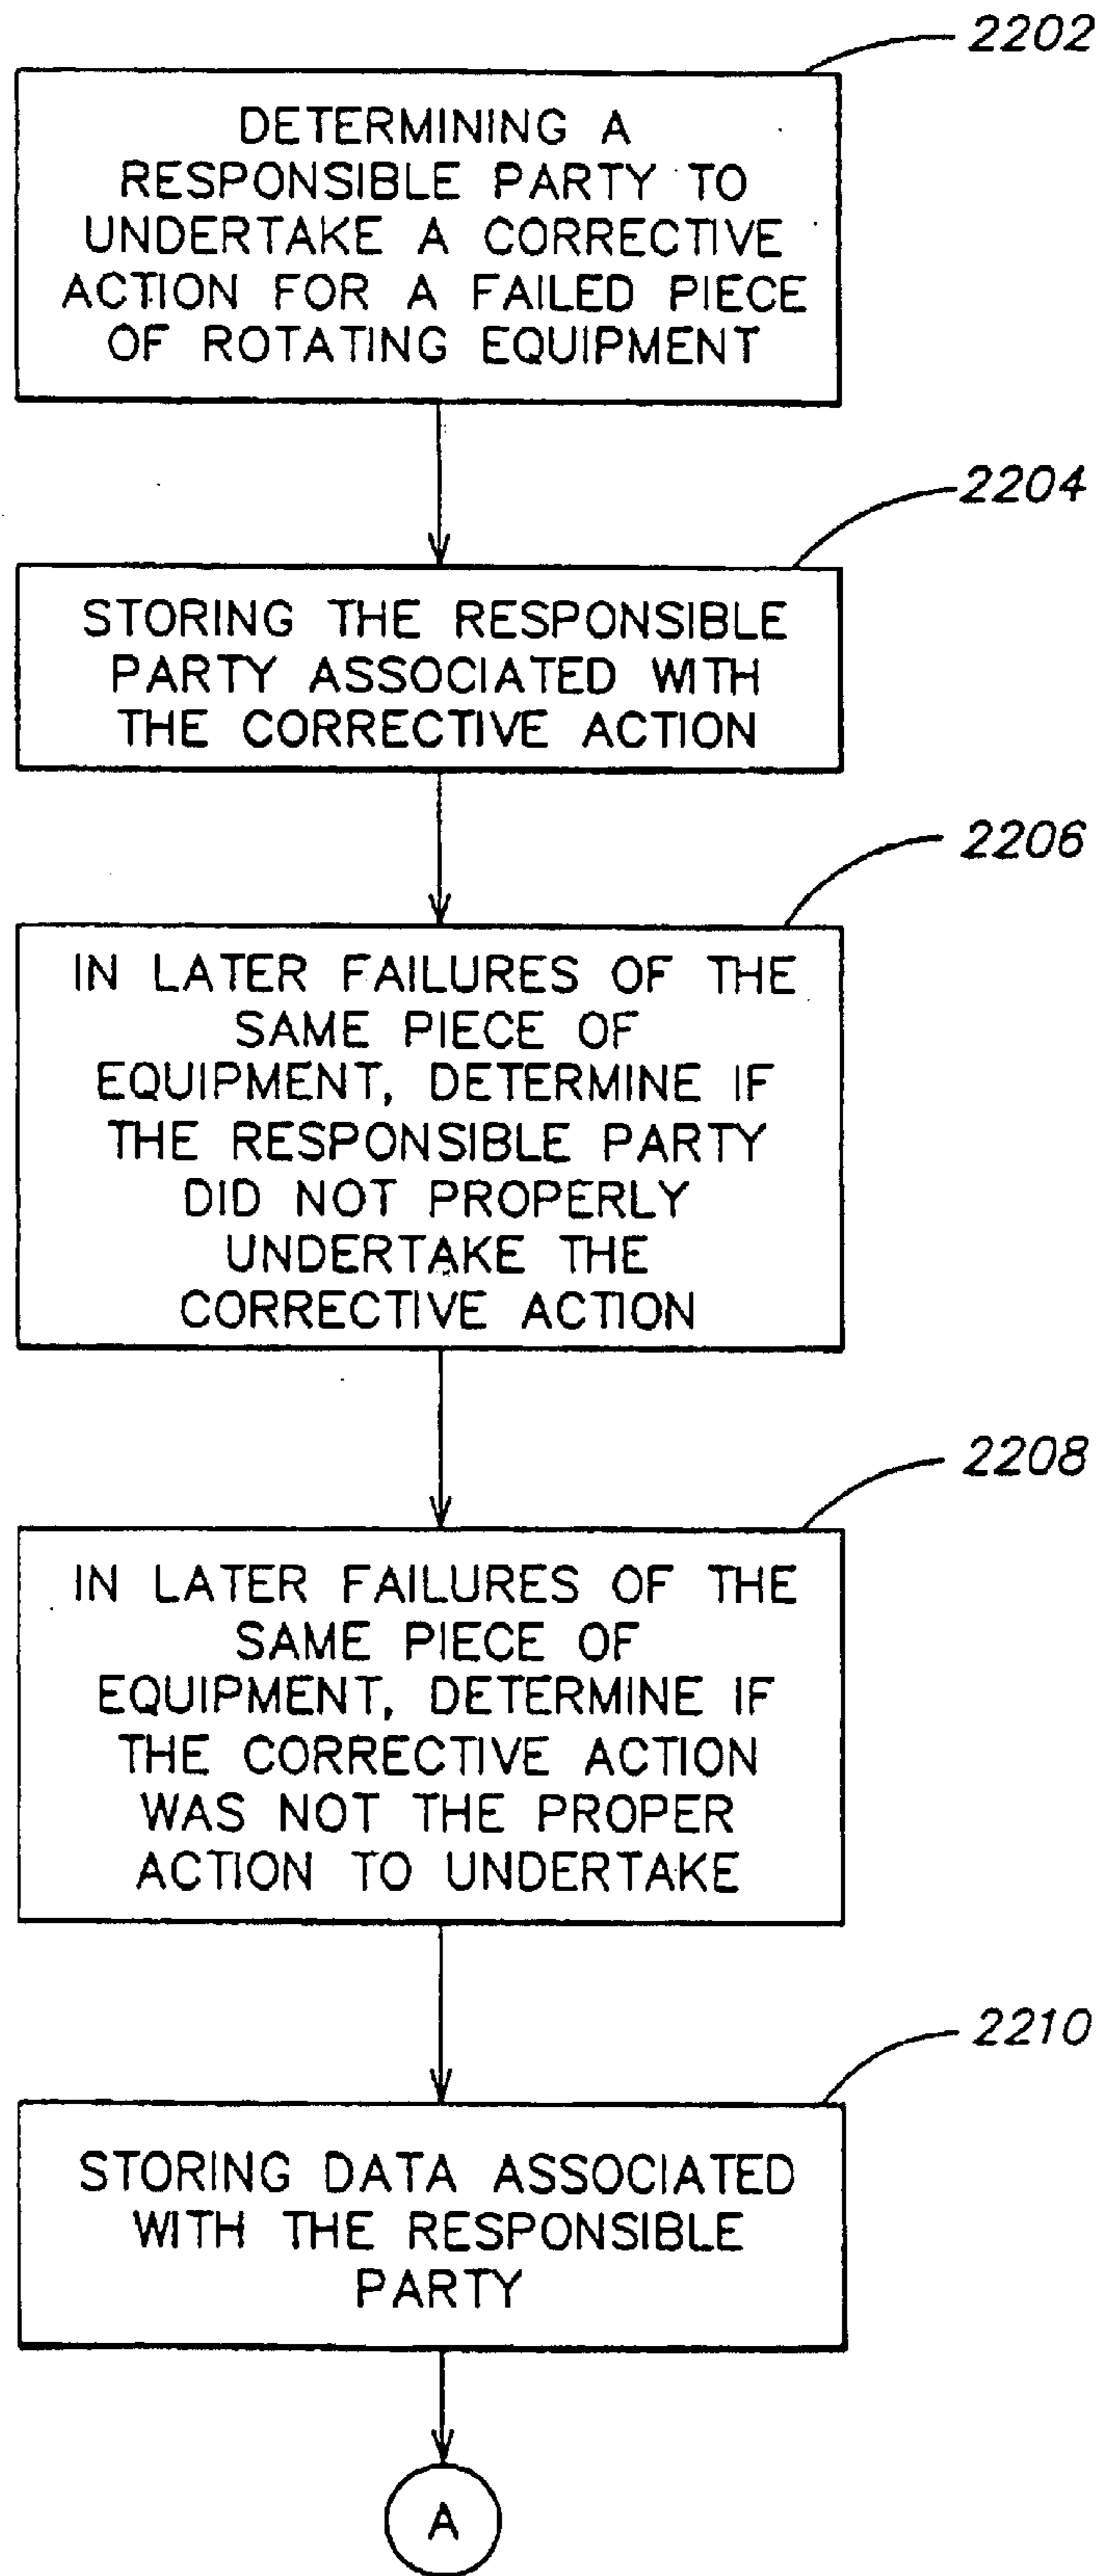 2202
DETERMINING A
RESPONSIBLE PARTY TO
UNDERTAKE A CORRECTIVE
ACTION FOR A FAILED PIECE
OF ROTATING EQUIPMENT
2204
STORING THE RESPONSIBLE
PARTY ASSOCIATED WITH
THE CORRECTIVE ACTION
2206
IN LATER FAILURES OF THE
SAME PIECE OF
EQUIPMENT, DETERMINE IF
THE RESPONSIBLE PARTY
DID NOT PROPERLY
UNDERTAKE THE
CORRECTIVE ACTION
2208
IN LATER FAILURES OF THE
SAME PIECE OF
EQUIPMENT, DETERMINE IF
THE CORRECTIVE ACTION
WAS NOT THE PROPER
ACTION TO UNDERTAKE
2210
STORING DATA ASSOCIATED
WITH THE RESPONSIBLE
PARTY
A